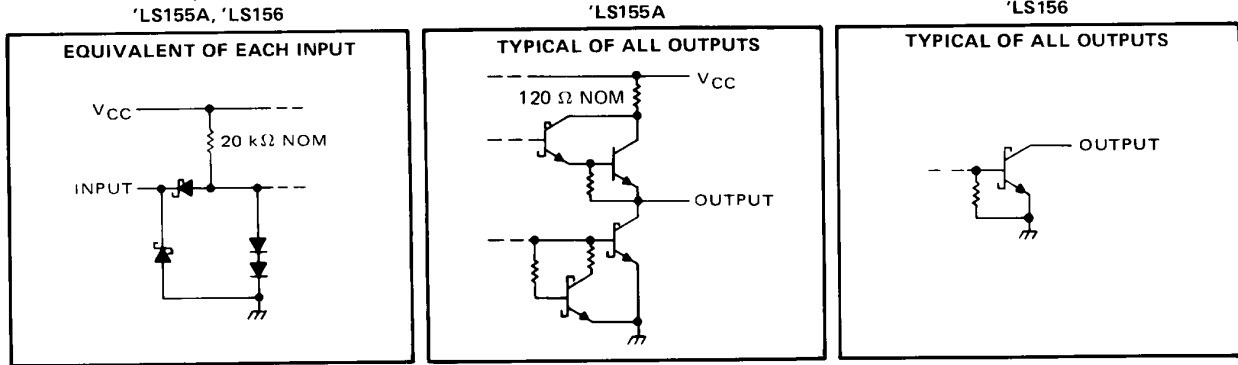 'LS155A, 'LS156
EQUIVALENT OF EACH INPUT
VCC
20 kΩ NOM
INPUT
'LS155A
TYPICAL OF ALL OUTPUTS
VCC
120 Ω NOM
OUTPUT
'LS156
TYPICAL OF ALL OUTPUTS
OUTPUT